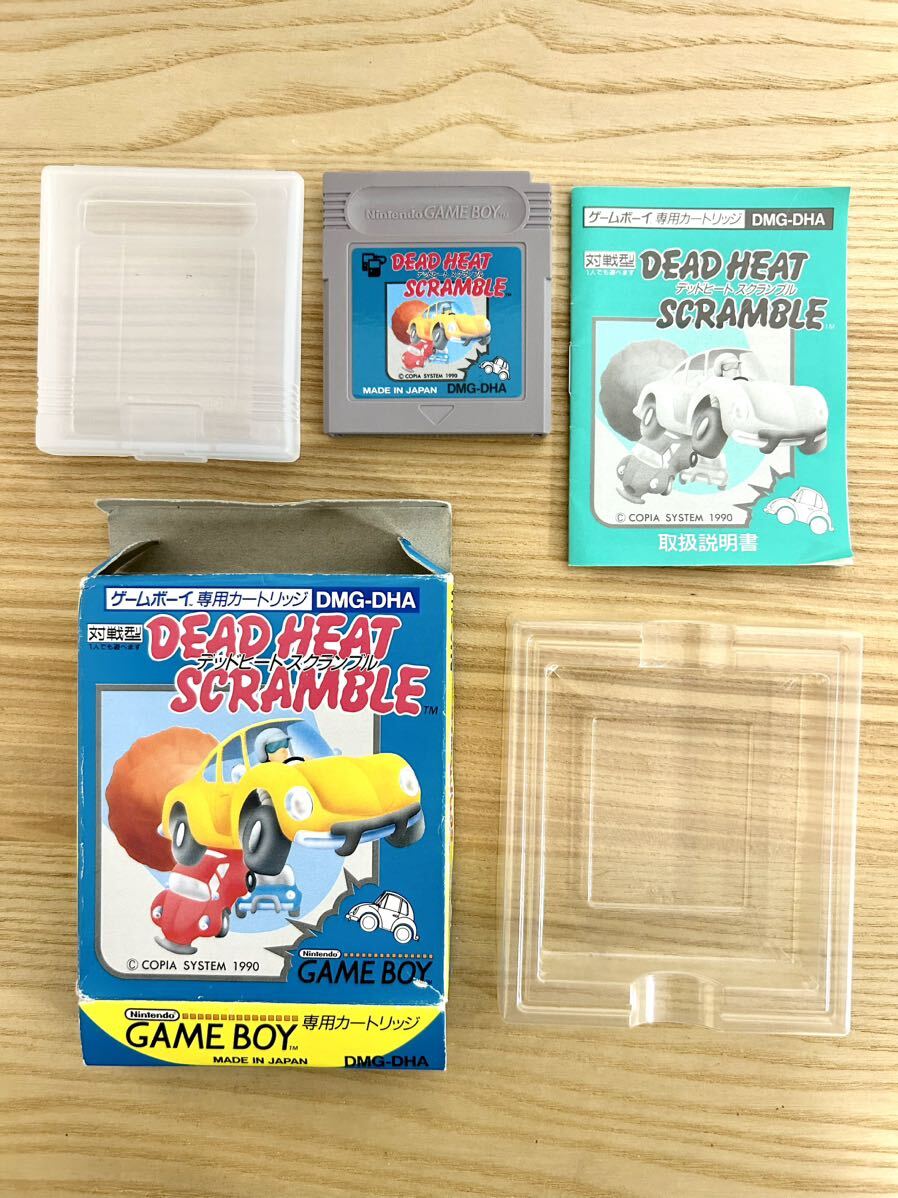 Nintendo GAME BOY TM
DEAD HEAT
デッドヒート スクランブル
SCRAMBLE TM
© COPIA SYSTEM 1990
MADE IN JAPAN DMG-DHA
ゲームボーイ 専用カートリッジ DMG-DHA
対戦型
1人でも遊べます
DEAD HEAT
デッドヒート スクランブル
SCRAMBLE TM
© COPIA SYSTEM 1990
取扱説明書
ゲームボーイ TM 専用カートリッジ DMG-DHA
対戦型
1人でも遊べます
DEAD HEAT
デッドヒート スクランブル
SCRAMBLE TM
© COPIA SYSTEM 1990
Nintendo
GAME BOY
Nintendo
GAME BOY TM 専用カートリッジ
MADE IN JAPAN DMG-DHA